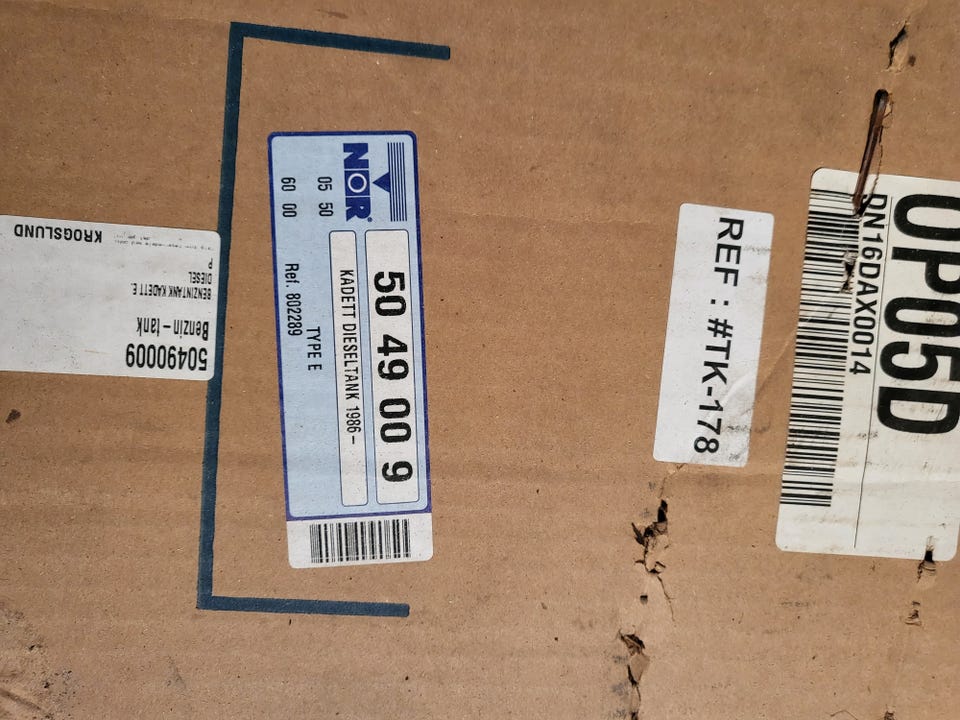 50490009
Benzin-tank
BENZINTANK KADETT E.
DIESEL
P
KROGSLUND
NOR®
05 50
60 00
50 49 00 9
KADETT DIESELTANK 1986-
TYPE E
Ref. 802289
REF : #TK-178
0P05D
DN16DAX0014